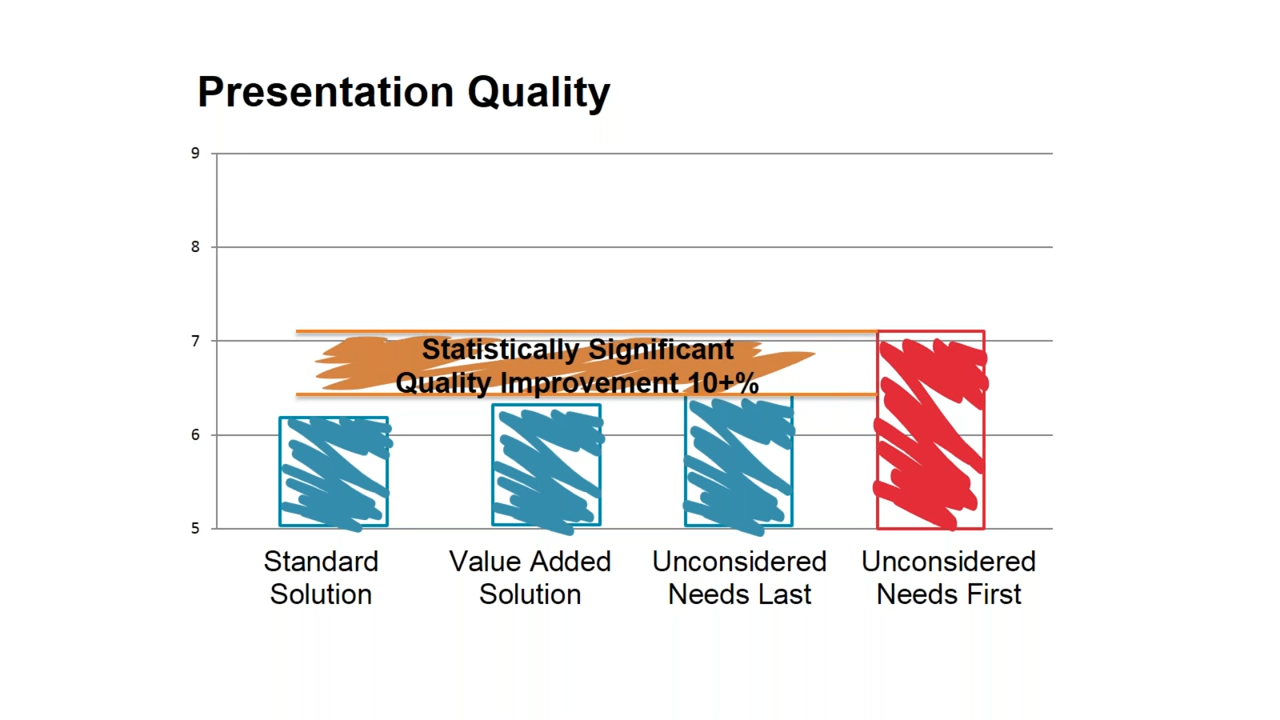 Presentation Quality
9
8
7
6
5
Statistically Significant
Quality Improvement 10+%
Standard
Solution
Value Added
Solution
Unconsidered
Needs Last
Unconsidered
Needs First